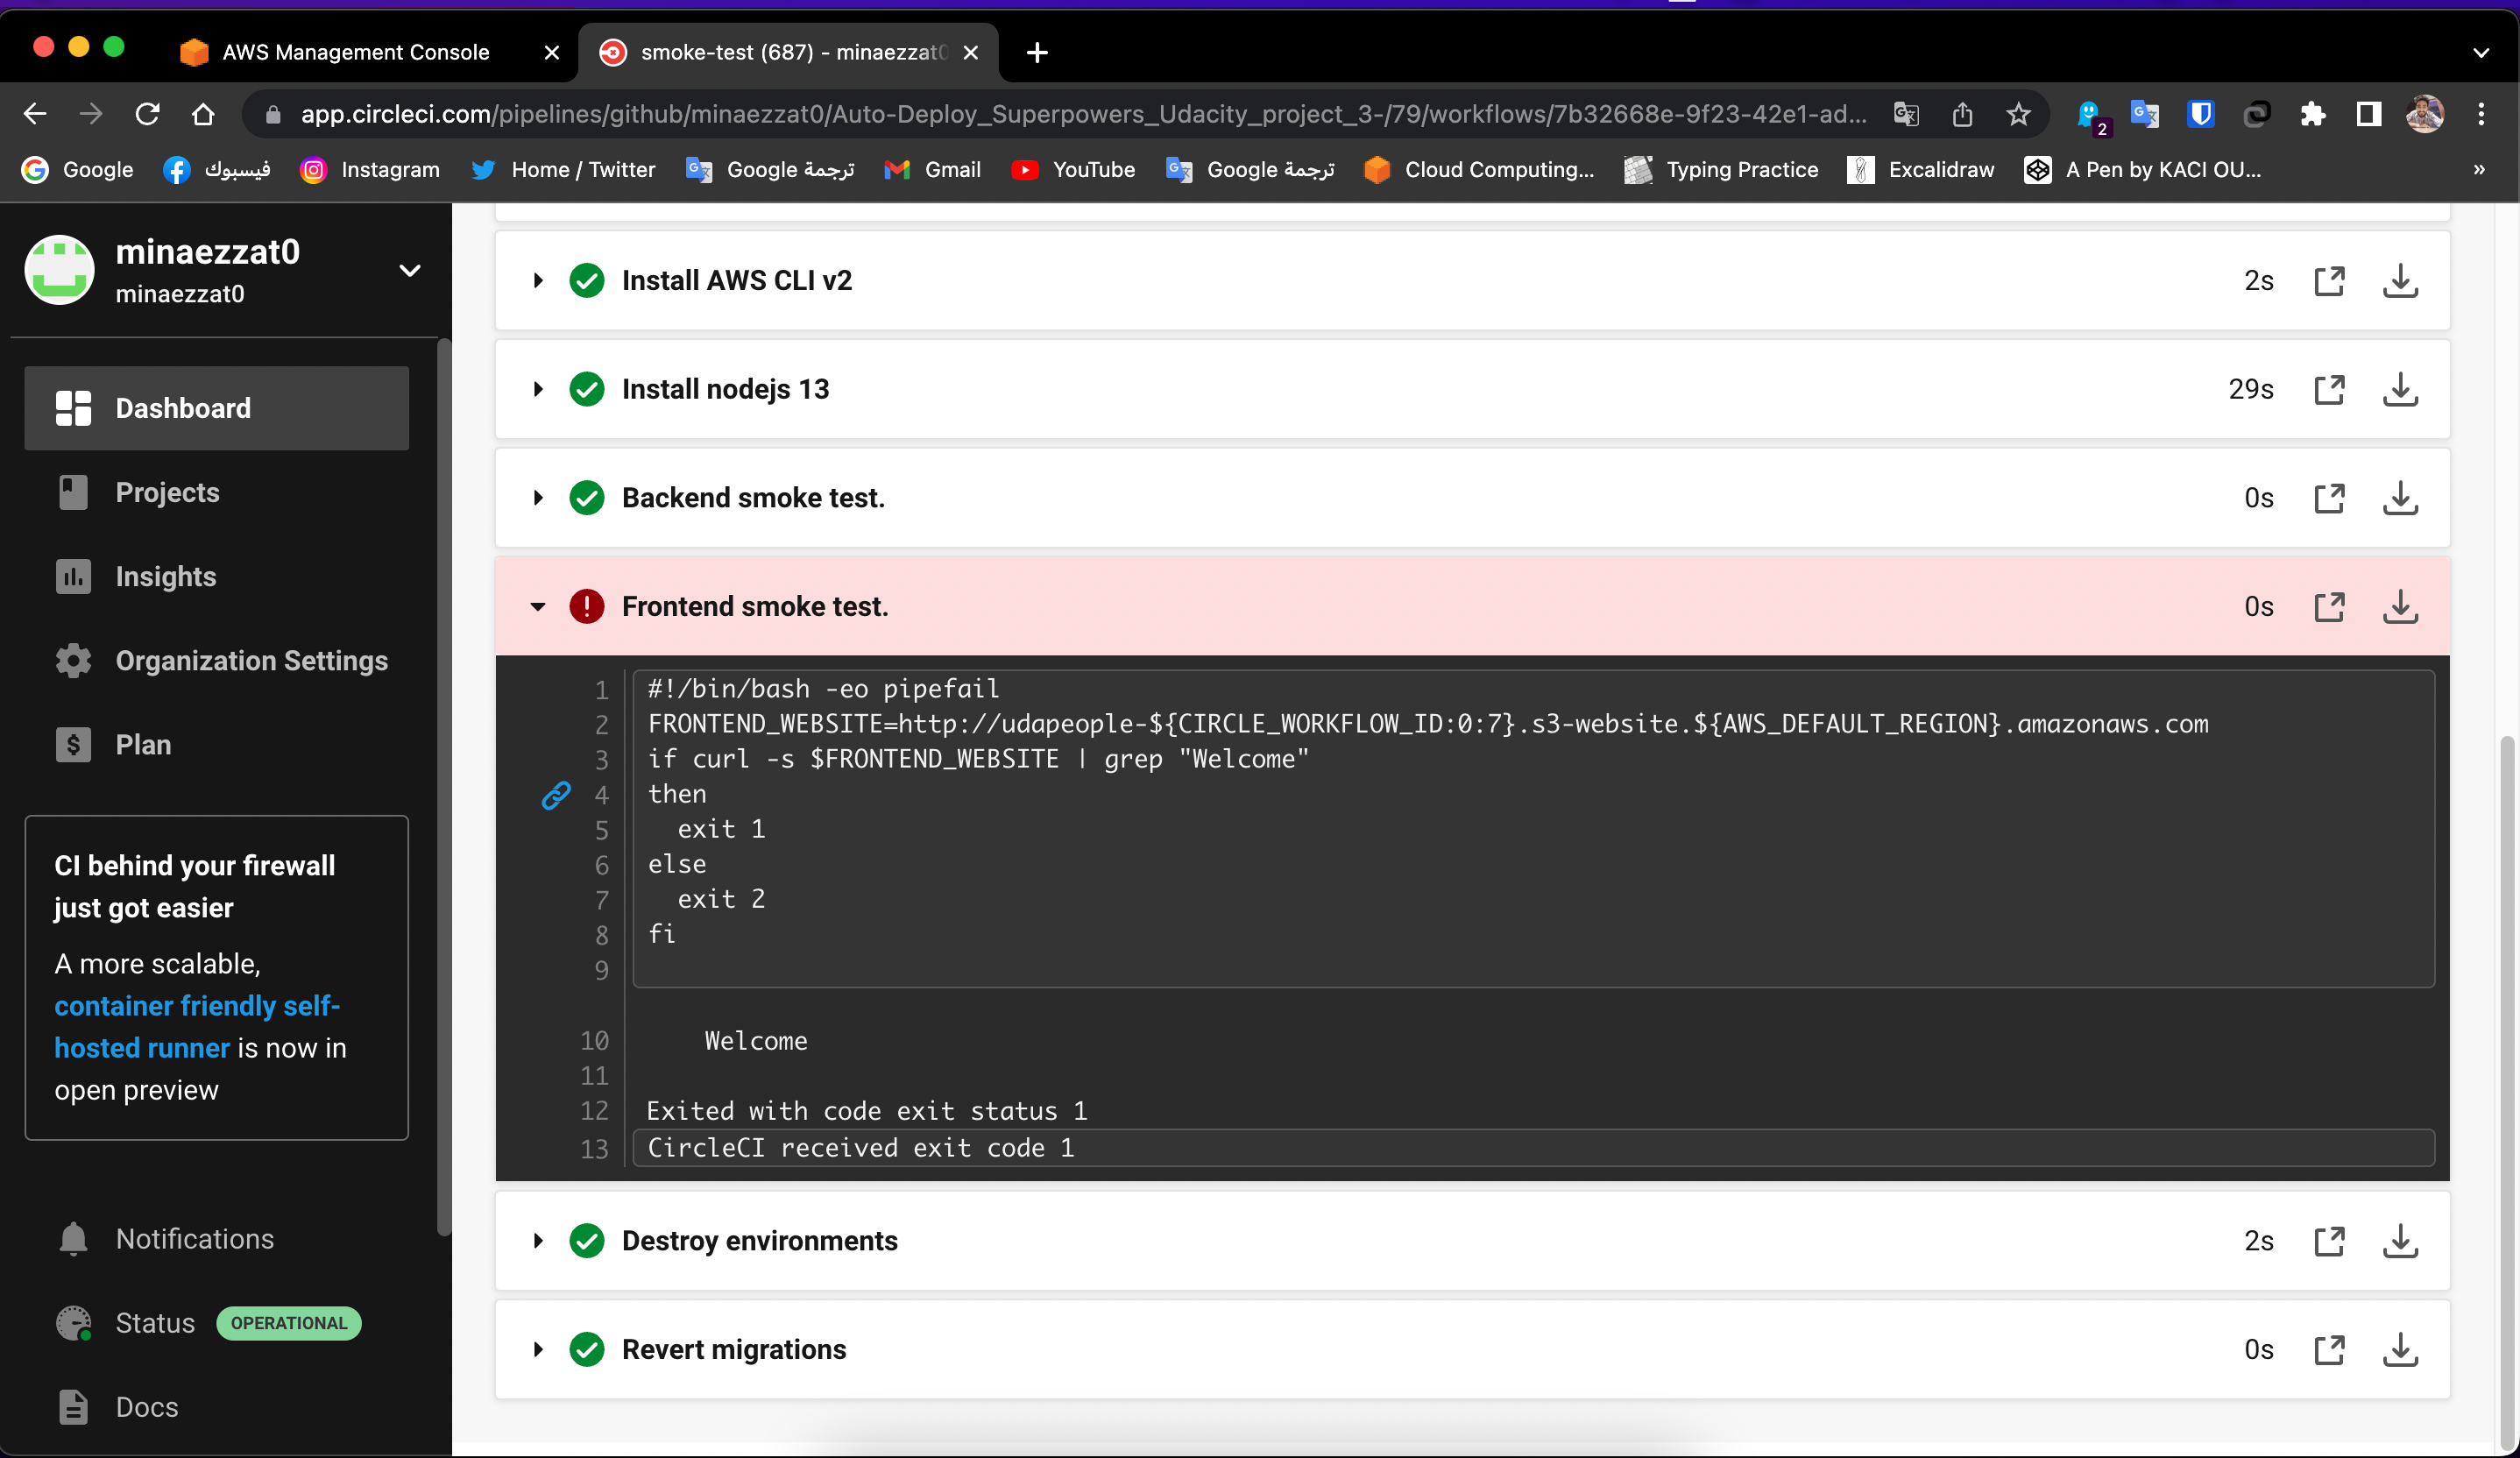 AWS Management Console
smoke-test (687) - minaezzat0
app.circleci.com/pipelines/github/minaezzat0/Auto-Deploy_Superpowers_Udacity_project_3-/79/workflows/7b32668e-9f23-42e1-ad...
2
Google
فيسبوك
Instagram
Home / Twitter
ترجمة Google
Gmail
YouTube
ترجمة Google
Cloud Computing...
Typing Practice
Excalidraw
A Pen by KACI OU...
»
minaezzat0
minaezzat0
Dashboard
Projects
Insights
Organization Settings
Plan
CI behind your firewall
just got easier
A more scalable,
container friendly self-
hosted runner is now in
open preview
Notifications
Status OPERATIONAL
Docs
Install AWS CLI v2 2s
Install nodejs 13 29s
Backend smoke test. 0s
Frontend smoke test. 0s
1 #!/bin/bash -eo pipefail
2 FRONTEND_WEBSITE=http://udapeople-${CIRCLE_WORKFLOW_ID:0:7}.s3-website.${AWS_DEFAULT_REGION}.amazonaws.com
3 if curl -s $FRONTEND_WEBSITE | grep "Welcome"
4 then
5 exit 1
6 else
7 exit 2
8 fi
9
10 Welcome
11
12 Exited with code exit status 1
13 CircleCI received exit code 1
Destroy environments 2s
Revert migrations 0s